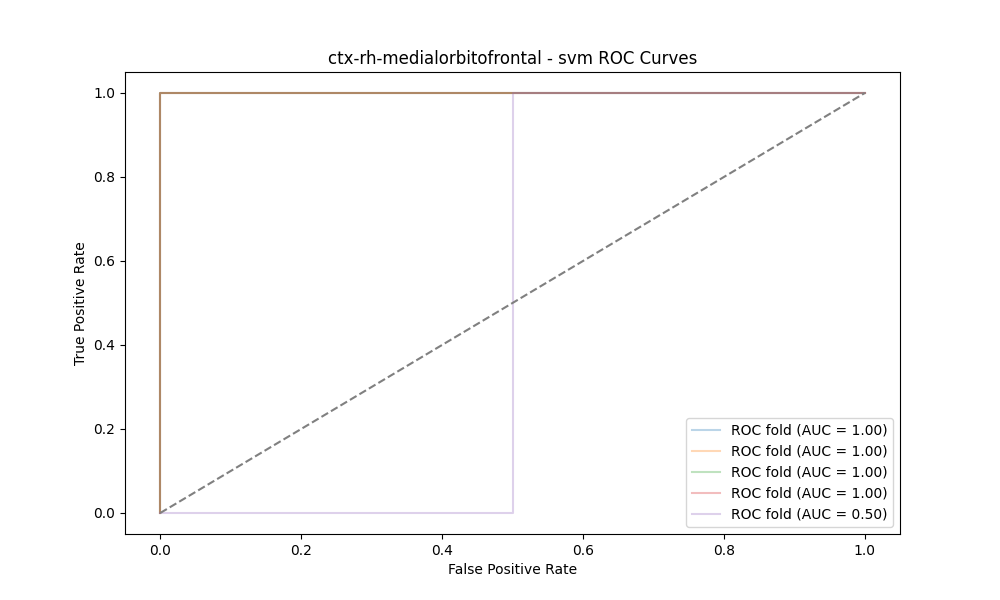 ctx-rh-medialorbitofrontal - svm ROC Curves
True Positive Rate
1.0
0.8
0.6
0.4
0.2
0.0
ROC fold (AUC = 1.00)
ROC fold (AUC = 1.00)
ROC fold (AUC = 1.00)
ROC fold (AUC = 1.00)
ROC fold (AUC = 0.50)
0.0 0.2 0.4 0.6 0.8 1.0
False Positive Rate